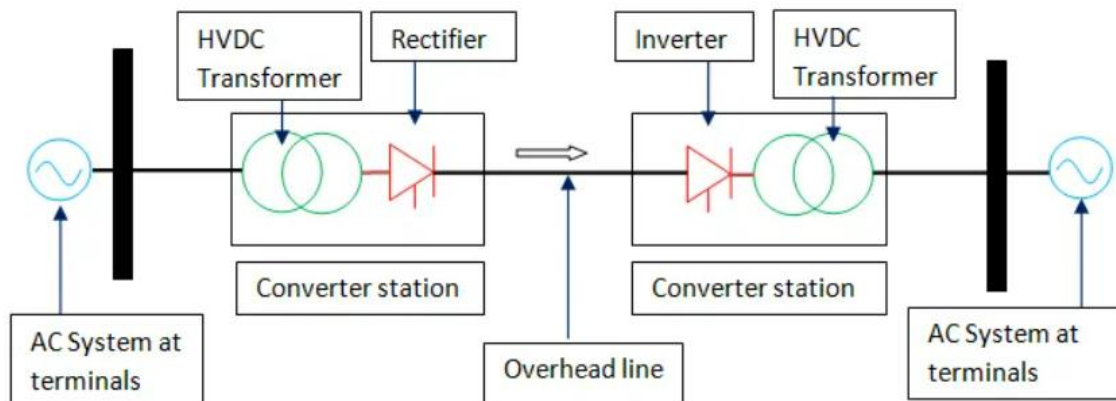 HVDC
Transformer
Rectifier
Inverter
HVDC
Transformer
Converter station
Converter station
AC System at
terminals
Overhead line
AC System at
terminals